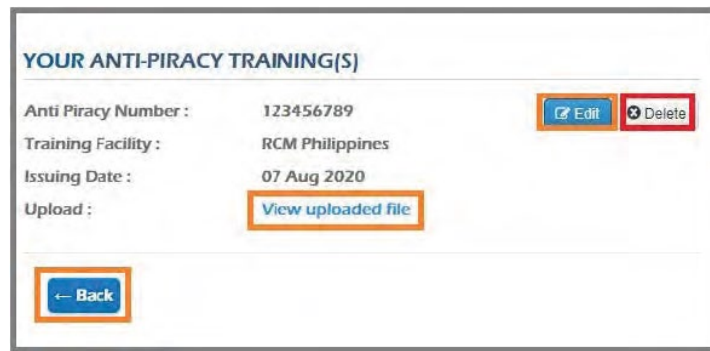 YOUR ANTI-PIRACY TRAINING(S)
Anti Piracy Number : 123456789 Edit Delete
Training Facility : RCM Philippines
Issuing Date : 07 Aug 2020
Upload : View uploaded file
← Back